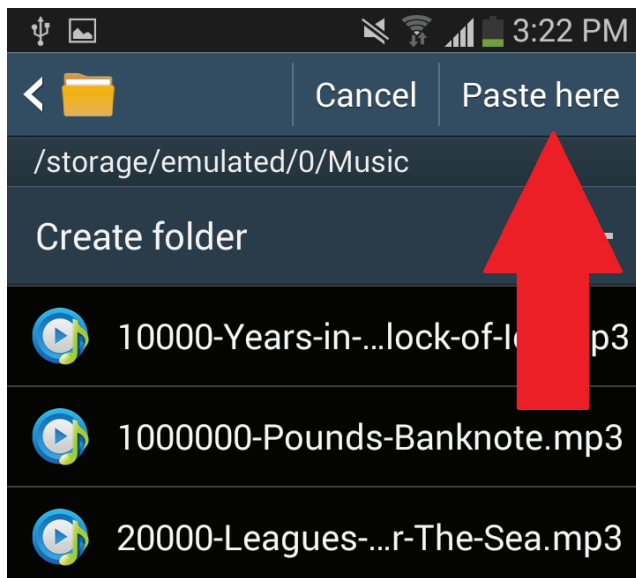 3:22 PM
Cancel Paste here
/storage/emulated/0/Music
Create folder
10000-Years-in-...lock-of- p3
1000000-Pounds-Banknote.mp3
20000-Leagues-...r-The-Sea.mp3